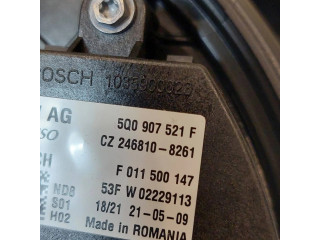 BOSCH
AG
5Q0 907 521 F
CZ 246810-8261
F 011 500 147
ND8 53F W 02229113
S01 18/21 21-05-09
H02 Made in ROMANIA